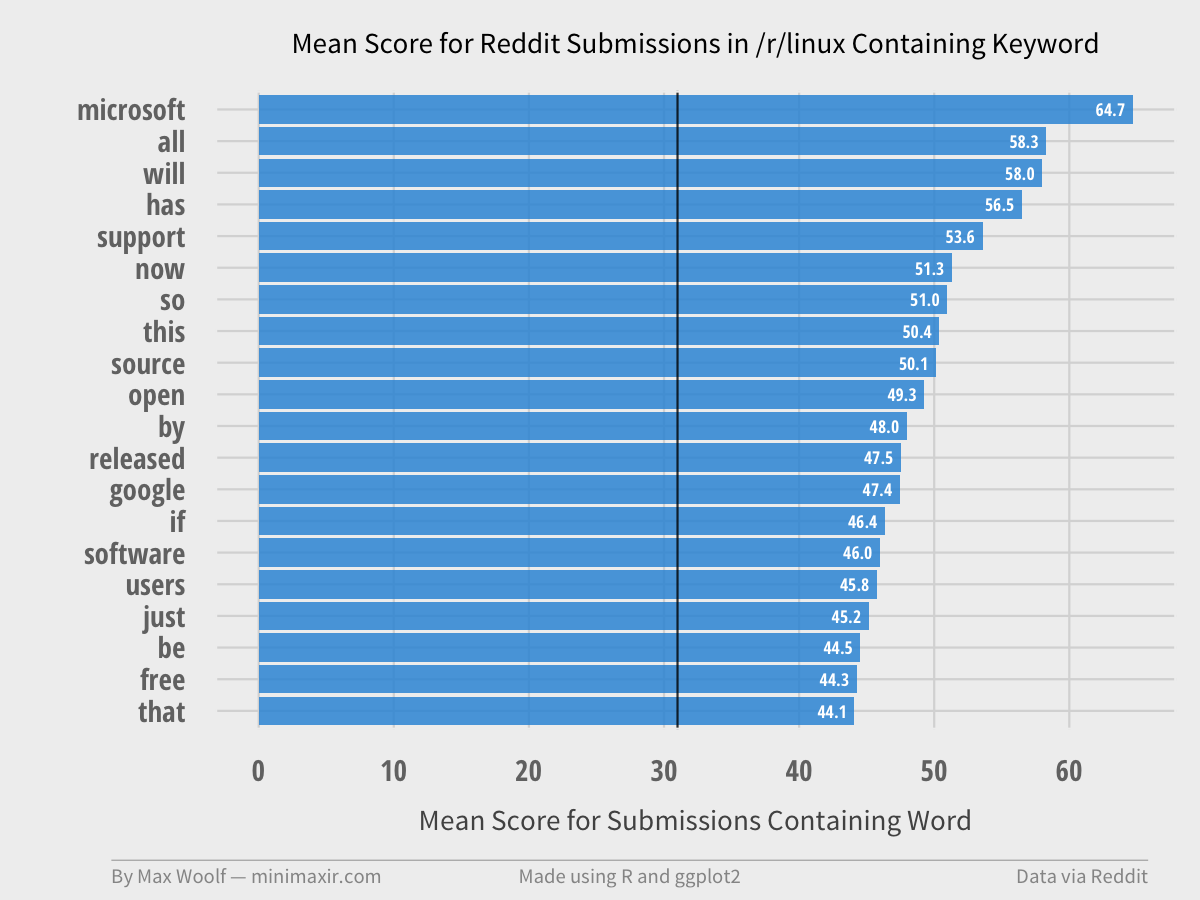 Mean Score for Reddit Submissions in /r/linux Containing Keyword
microsoft 64.7
all 58.3
will 58.0
has 56.5
support 53.6
now 51.3
so 51.0
this 50.4
source 50.1
open 49.3
by 48.0
released 47.5
google 47.4
if 46.4
software 46.0
users 45.8
just 45.2
be 44.5
free 44.3
that 44.1
0 10 20 30 40 50 60
Mean Score for Submissions Containing Word
By Max Woolf — minimaxir.com Made using R and ggplot2 Data via Reddit